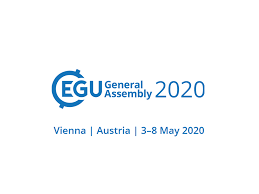 EGU General Assembly 2020
Vienna | Austria | 3–8 May 2020